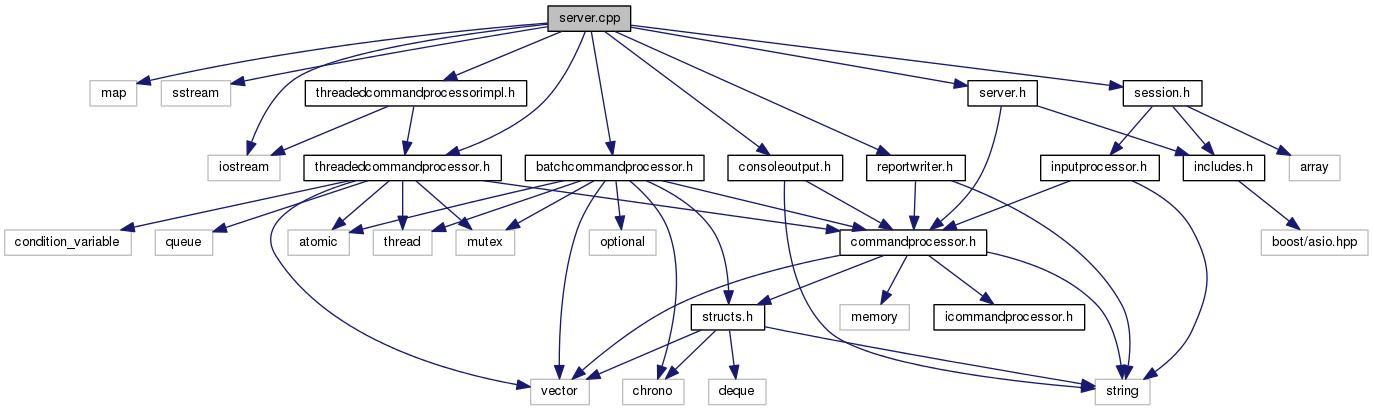 server.cpp
map
sstream
threadedcommandprocessorimpl.h
server.h
session.h
iostream
threadedcommandprocessor.h
batchcommandprocessor.h
consoleoutput.h
reportwriter.h
inputprocessor.h
includes.h
array
condition_variable
queue
atomic
thread
mutex
optional
commandprocessor.h
boost/asio.hpp
structs.h
memory
icommandprocessor.h
vector
chrono
deque
string